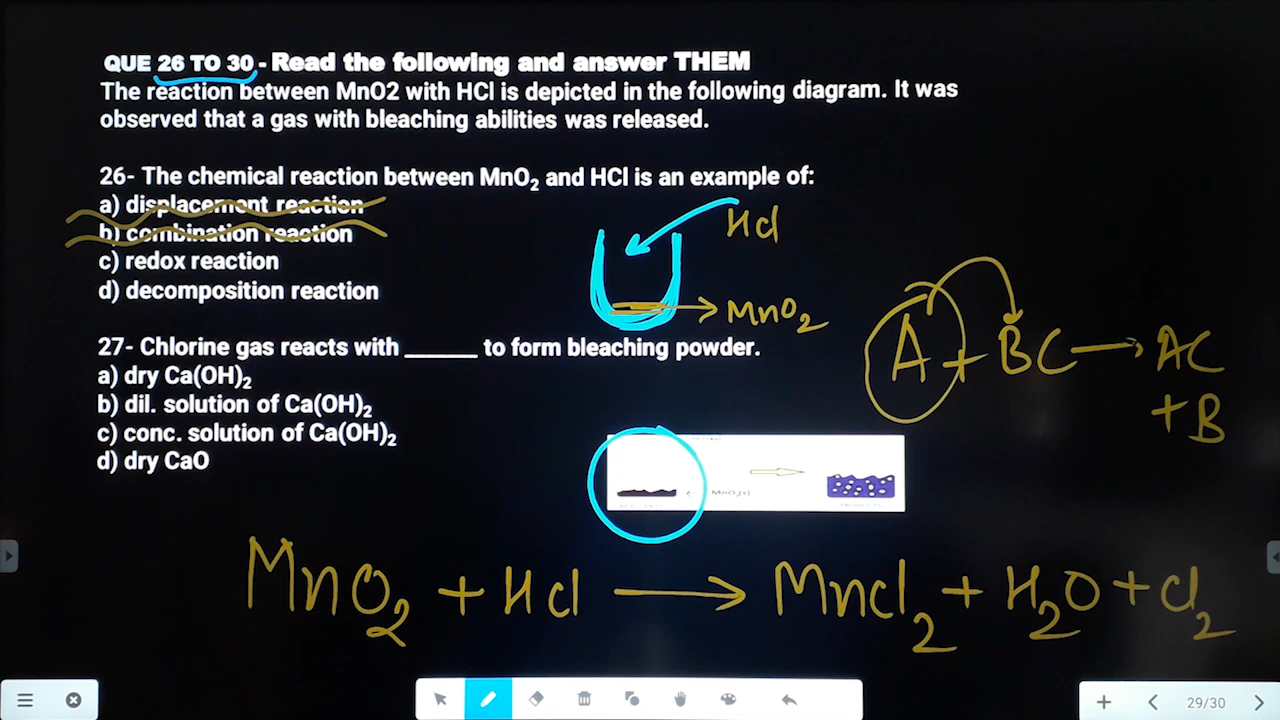 QUE 26 TO 30 - Read the following and answer THEM
The reaction between MnO2 with HCl is depicted in the following diagram. It was
observed that a gas with bleaching abilities was released.
26- The chemical reaction between MnO₂ and HCl is an example of:
a) displacement reaction
b) combination reaction
c) redox reaction
d) decomposition reaction
Hcl
MnO₂
A + BC → AC
+ B
27- Chlorine gas reacts with ______ to form bleaching powder.
a) dry Ca(OH)₂
b) dil. solution of Ca(OH)₂
c) conc. solution of Ca(OH)₂
d) dry CaO
MnO₂(s)
MnO₂ + Hcl → Mncl₂ + H₂O + cl₂
29/30